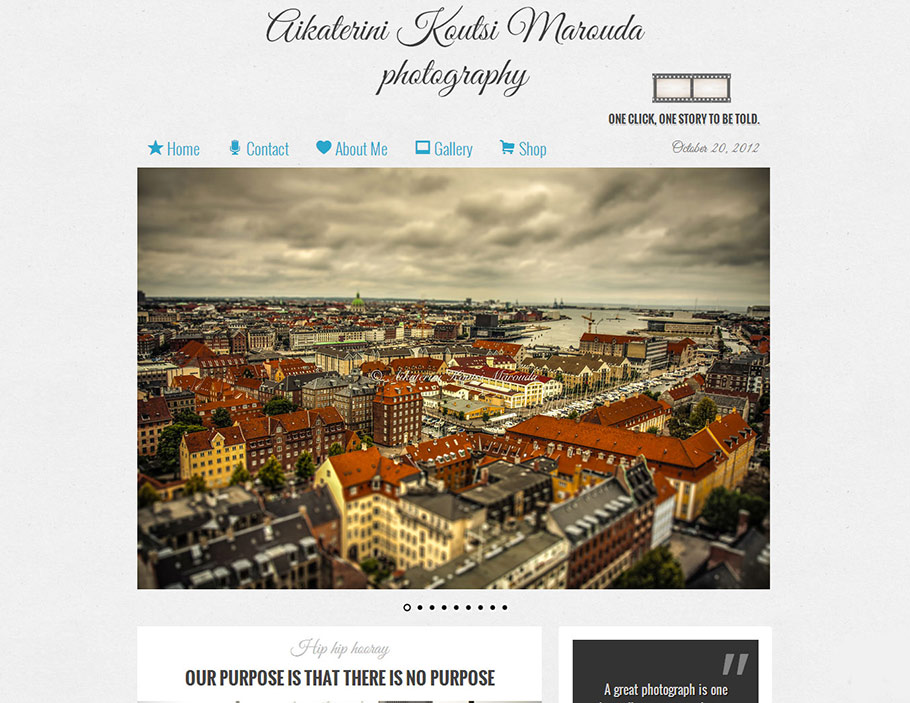 Aikaterini Koutsi Marouda
photography
ONE CLICK, ONE STORY TO BE TOLD.
Home Contact About Me Gallery Shop
October 20, 2012
© Aikaterini Koutsi Marouda
Hip hip hooray
OUR PURPOSE IS THAT THERE IS NO PURPOSE
"
A great photograph is one